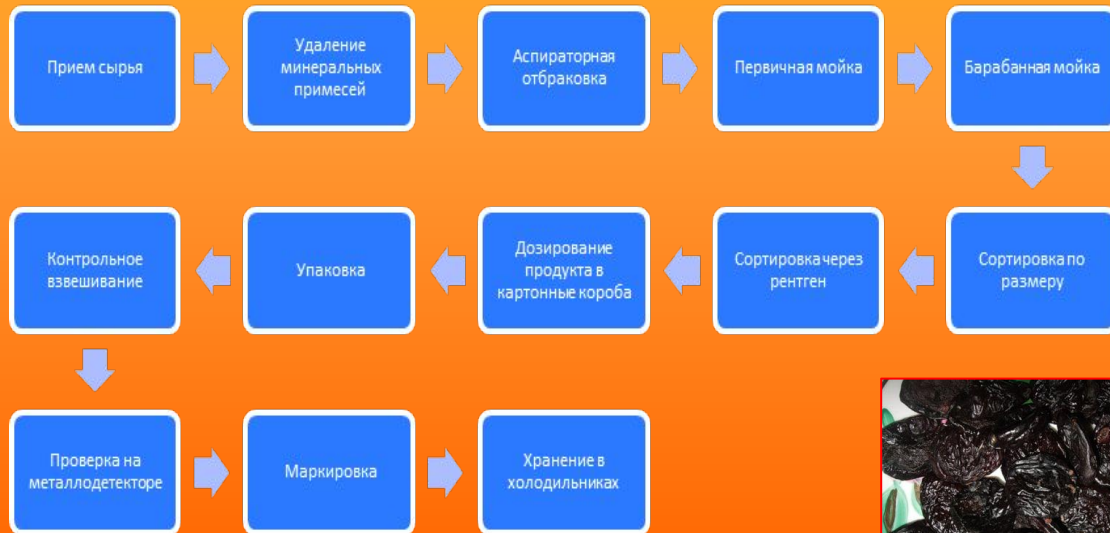 Прием сырья
Удаление
минеральных
примесей
Аспираторная
отбраковка
Первичная мойка
Барабанная мойка
Сортировка по
размеру
Сортировка через
рентген
Дозирование
продукта в
картонные короба
Упаковка
Контрольное
взвешивание
Проверка на
металлодетекторе
Маркировка
Хранение в
холодильниках